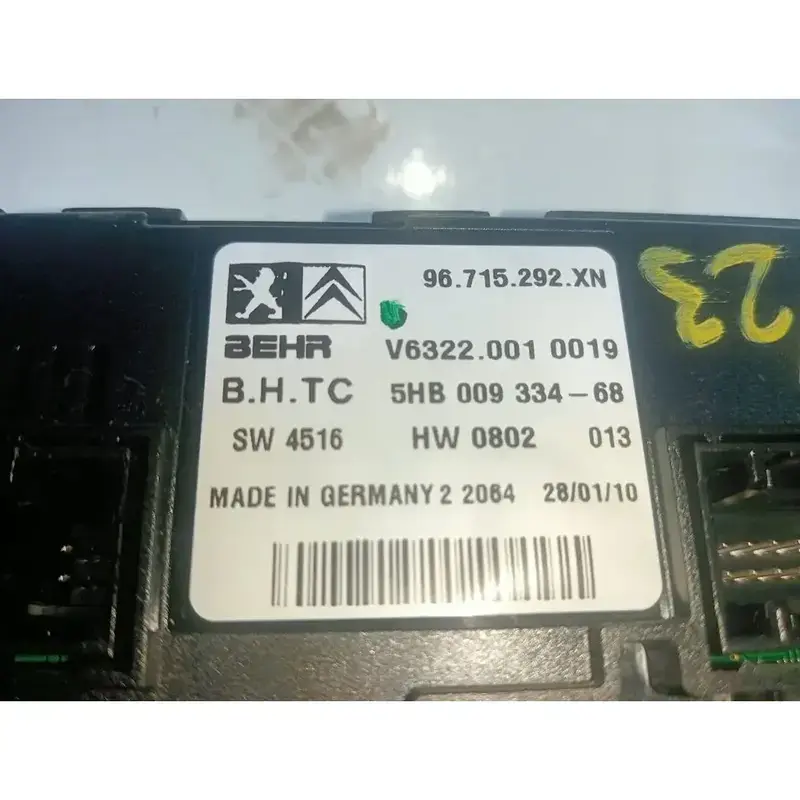 96.715.292.XN
BEHR V6322.001 0019
B.H.TC 5HB 009 334-68
SW 4516 HW 0802 013
MADE IN GERMANY 2 2064 28/01/10
23